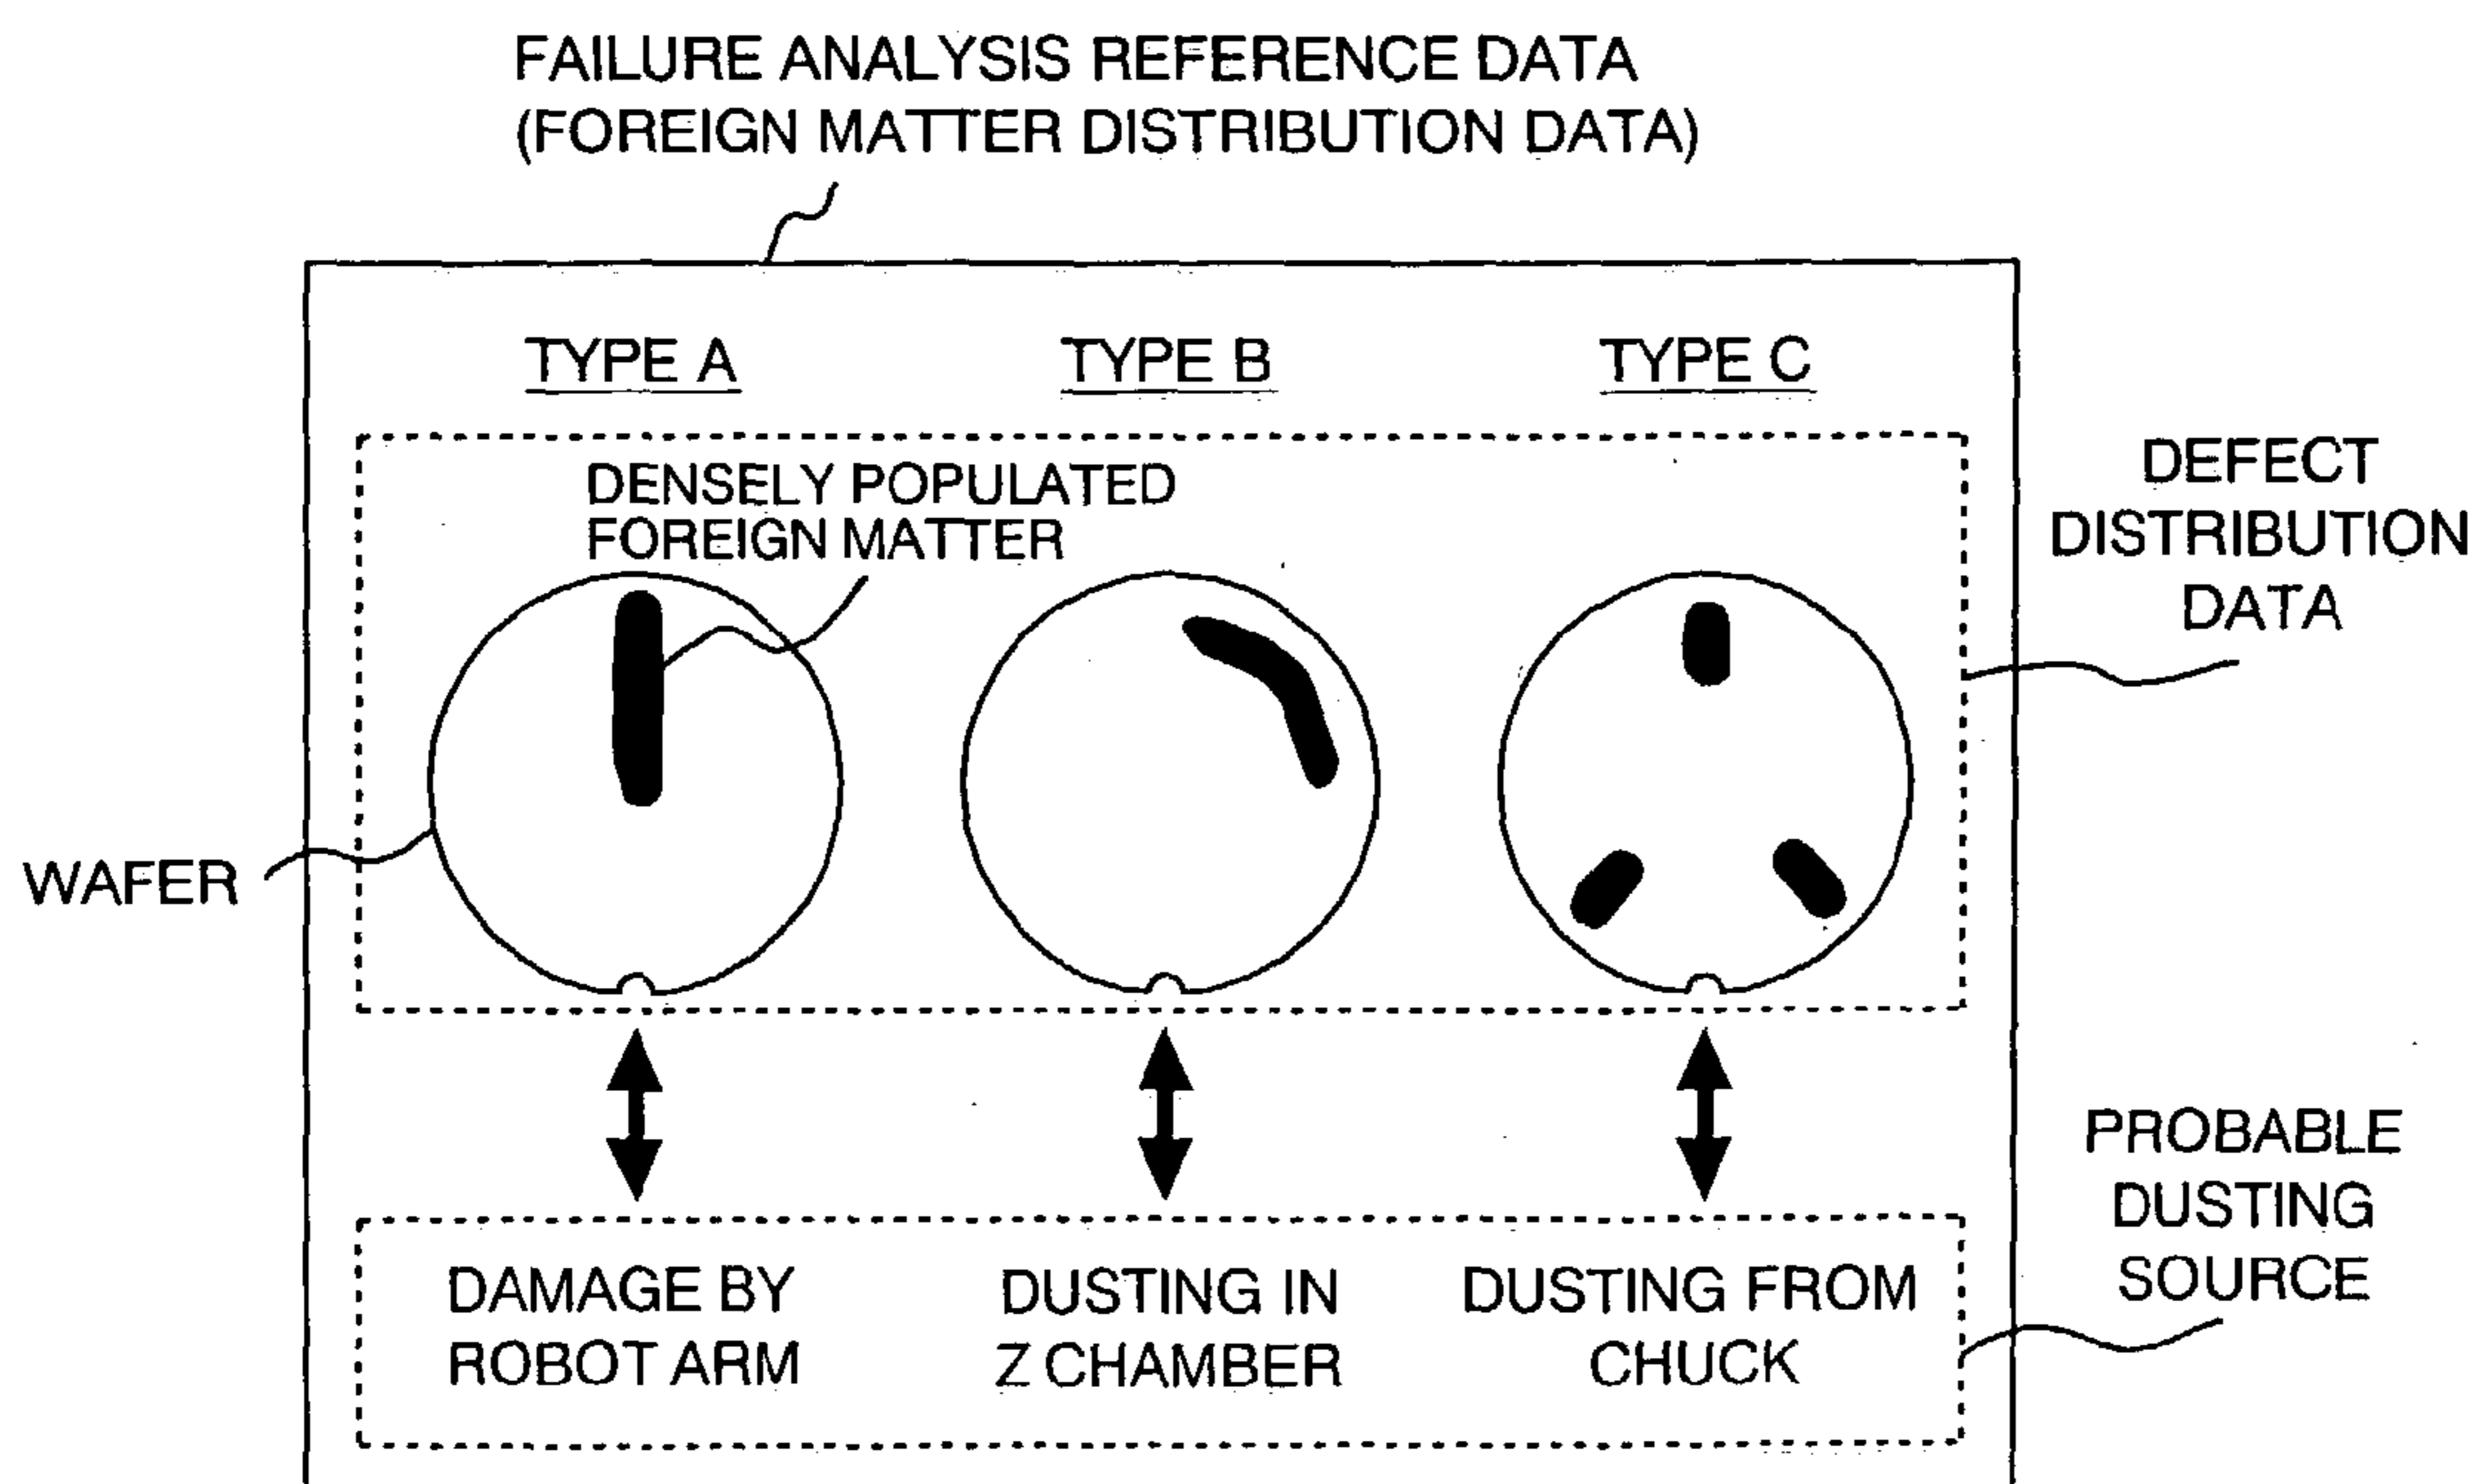 FAILURE ANALYSIS REFERENCE DATA
(FOREIGN MATTER DISTRIBUTION DATA)
TYPE A
TYPE B
TYPE C
DENSELY POPULATED
FOREIGN MATTER
DEFECT
DISTRIBUTION
DATA
WAFER
PROBABLE
DUSTING
SOURCE
DAMAGE BY
ROBOT ARM
DUSTING IN
Z CHAMBER
DUSTING FROM
CHUCK